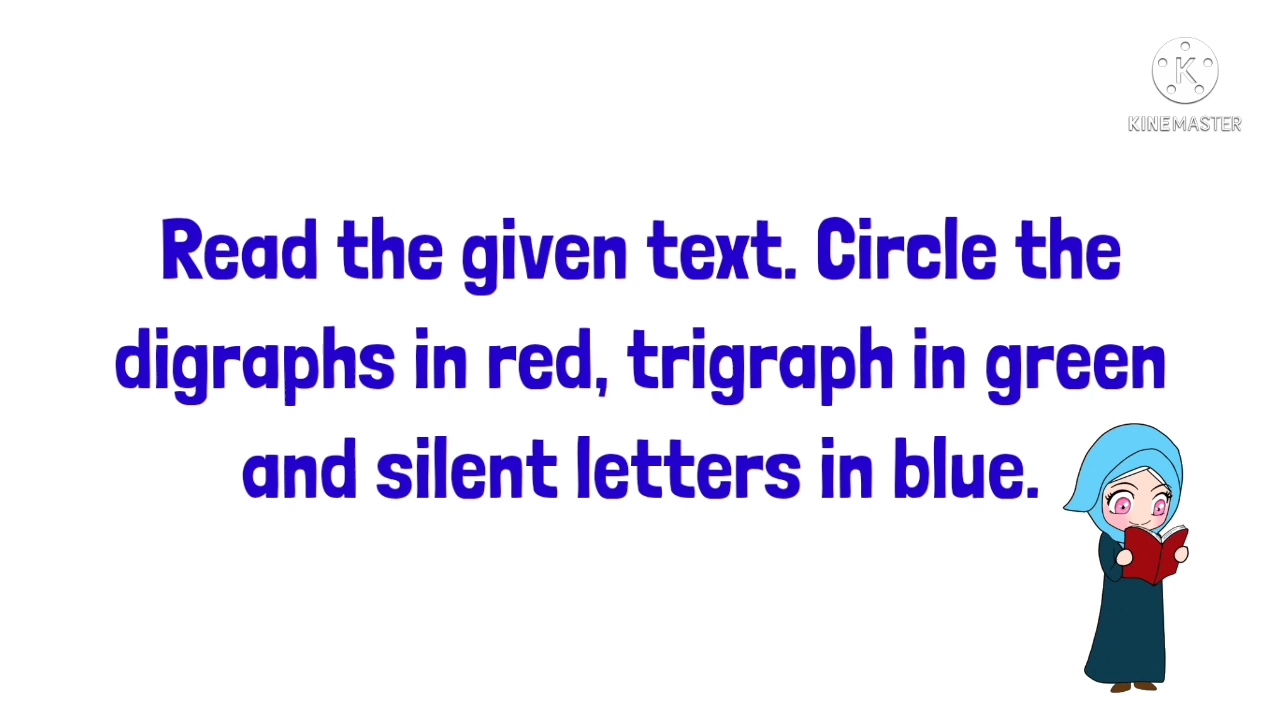 K
KINEMASTER
Read the given text. Circle the
digraphs in red, trigraph in green
and silent letters in blue.